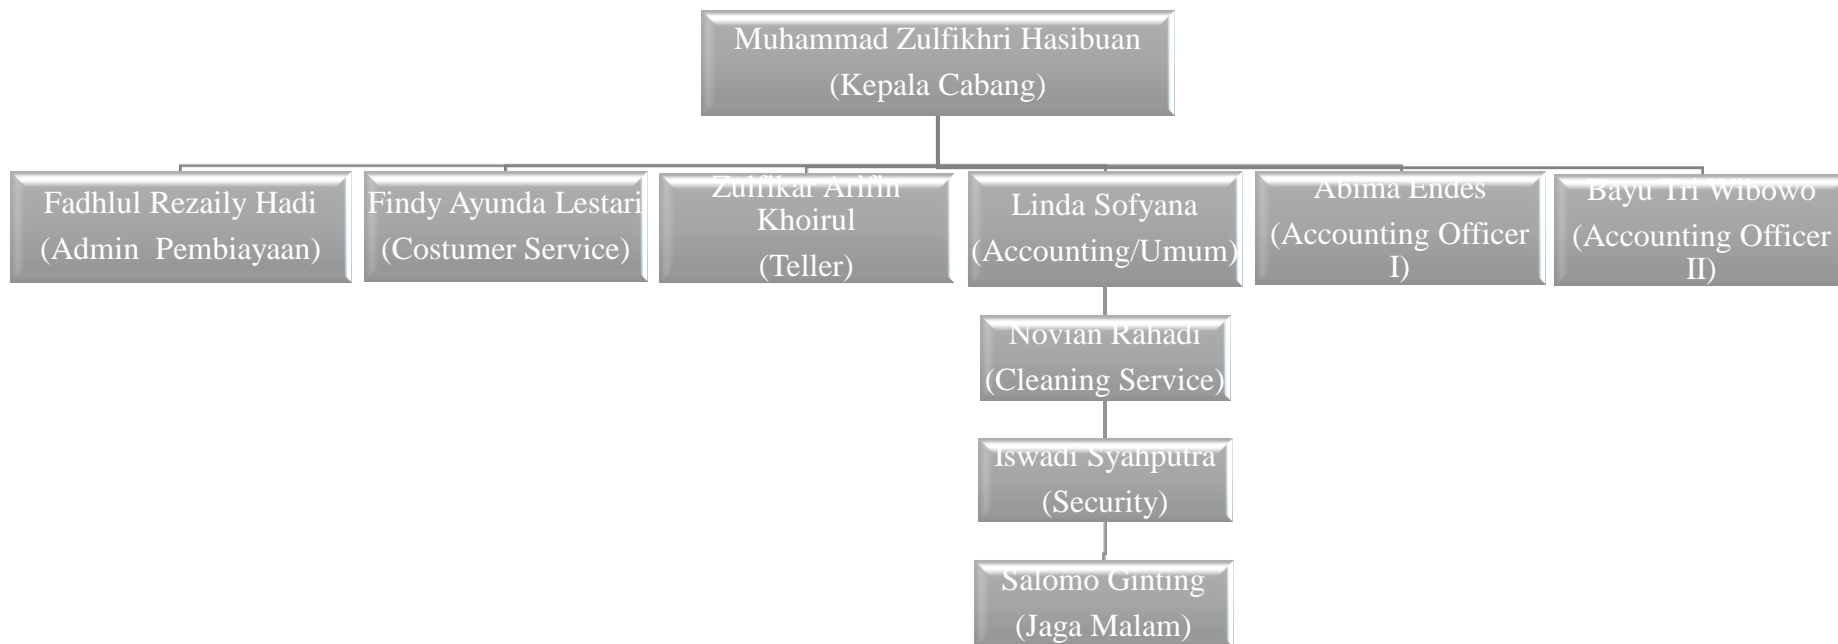 Muhammad Zulfikhri Hasibuan
(Kepala Cabang)
Fadhlul Rezaily Hadi
(Admin  Pembiayaan)
Findy Ayunda Lestari
(Costumer Service)
Zulfikar Arifin
Khoirul
(Teller)
Linda Sofyana
(Accounting/Umum)
Abima Endes
(Accounting Officer
I)
Bayu Tri Wibowo
(Accounting Officer
II)
Novian Rahadi
(Cleaning Service)
Iswadi Syahputra
(Security)
Salomo Ginting
(Jaga Malam)